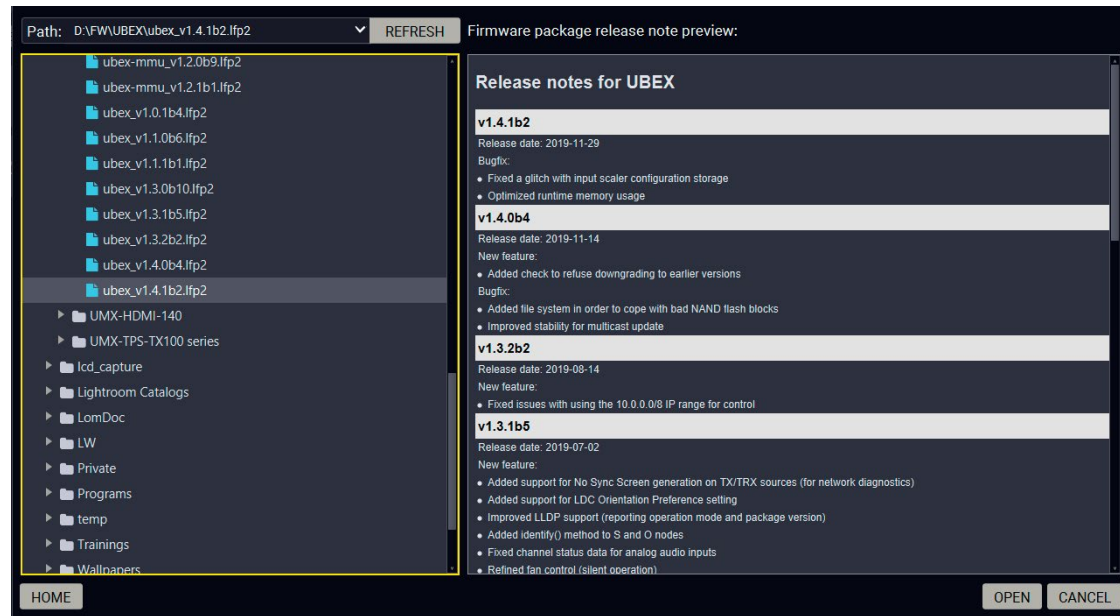 Path: D:\FW\UBEX\ubex_v1.4.1b2.lfp2 REFRESH Firmware package release note preview:
ubex-mmu_v1.2.0b9.lfp2
ubex-mmu_v1.2.1b1.lfp2
ubex_v1.0.1b4.lfp2
ubex_v1.1.0b6.lfp2
ubex_v1.1.1b1.lfp2
ubex_v1.3.0b10.lfp2
ubex_v1.3.1b5.lfp2
ubex_v1.3.2b2.lfp2
ubex_v1.4.0b4.lfp2
ubex_v1.4.1b2.lfp2
UMX-HDMI-140
UMX-TPS-TX100 series
lcd_capture
Lightroom Catalogs
LomDoc
LW
Private
Programs
temp
Trainings
Wallpapers
Release notes for UBEX
v1.4.1b2
Release date: 2019-11-29
Bugfix:
• Fixed a glitch with input scaler configuration storage
• Optimized runtime memory usage
v1.4.0b4
Release date: 2019-11-14
New feature:
• Added check to refuse downgrading to earlier versions
Bugfix:
• Added file system in order to cope with bad NAND flash blocks
• Improved stability for multicast update
v1.3.2b2
Release date: 2019-08-14
New feature:
• Fixed issues with using the 10.0.0.0/8 IP range for control
v1.3.1b5
Release date: 2019-07-02
New feature:
• Added support for No Sync Screen generation on TX/TRX sources (for network diagnostics)
• Added support for LDC Orientation Preference setting
• Improved LLDP support (reporting operation mode and package version)
• Added identify() method to S and O nodes
• Fixed channel status data for analog audio inputs
• Refined fan control (silent operation)
HOME OPEN CANCEL